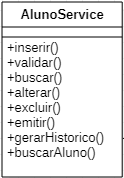 AlunoService
+inserir()
+validar()
+buscar()
+alterar()
+excluir()
+emitir()
+gerarHistorico()
+buscarAluno()